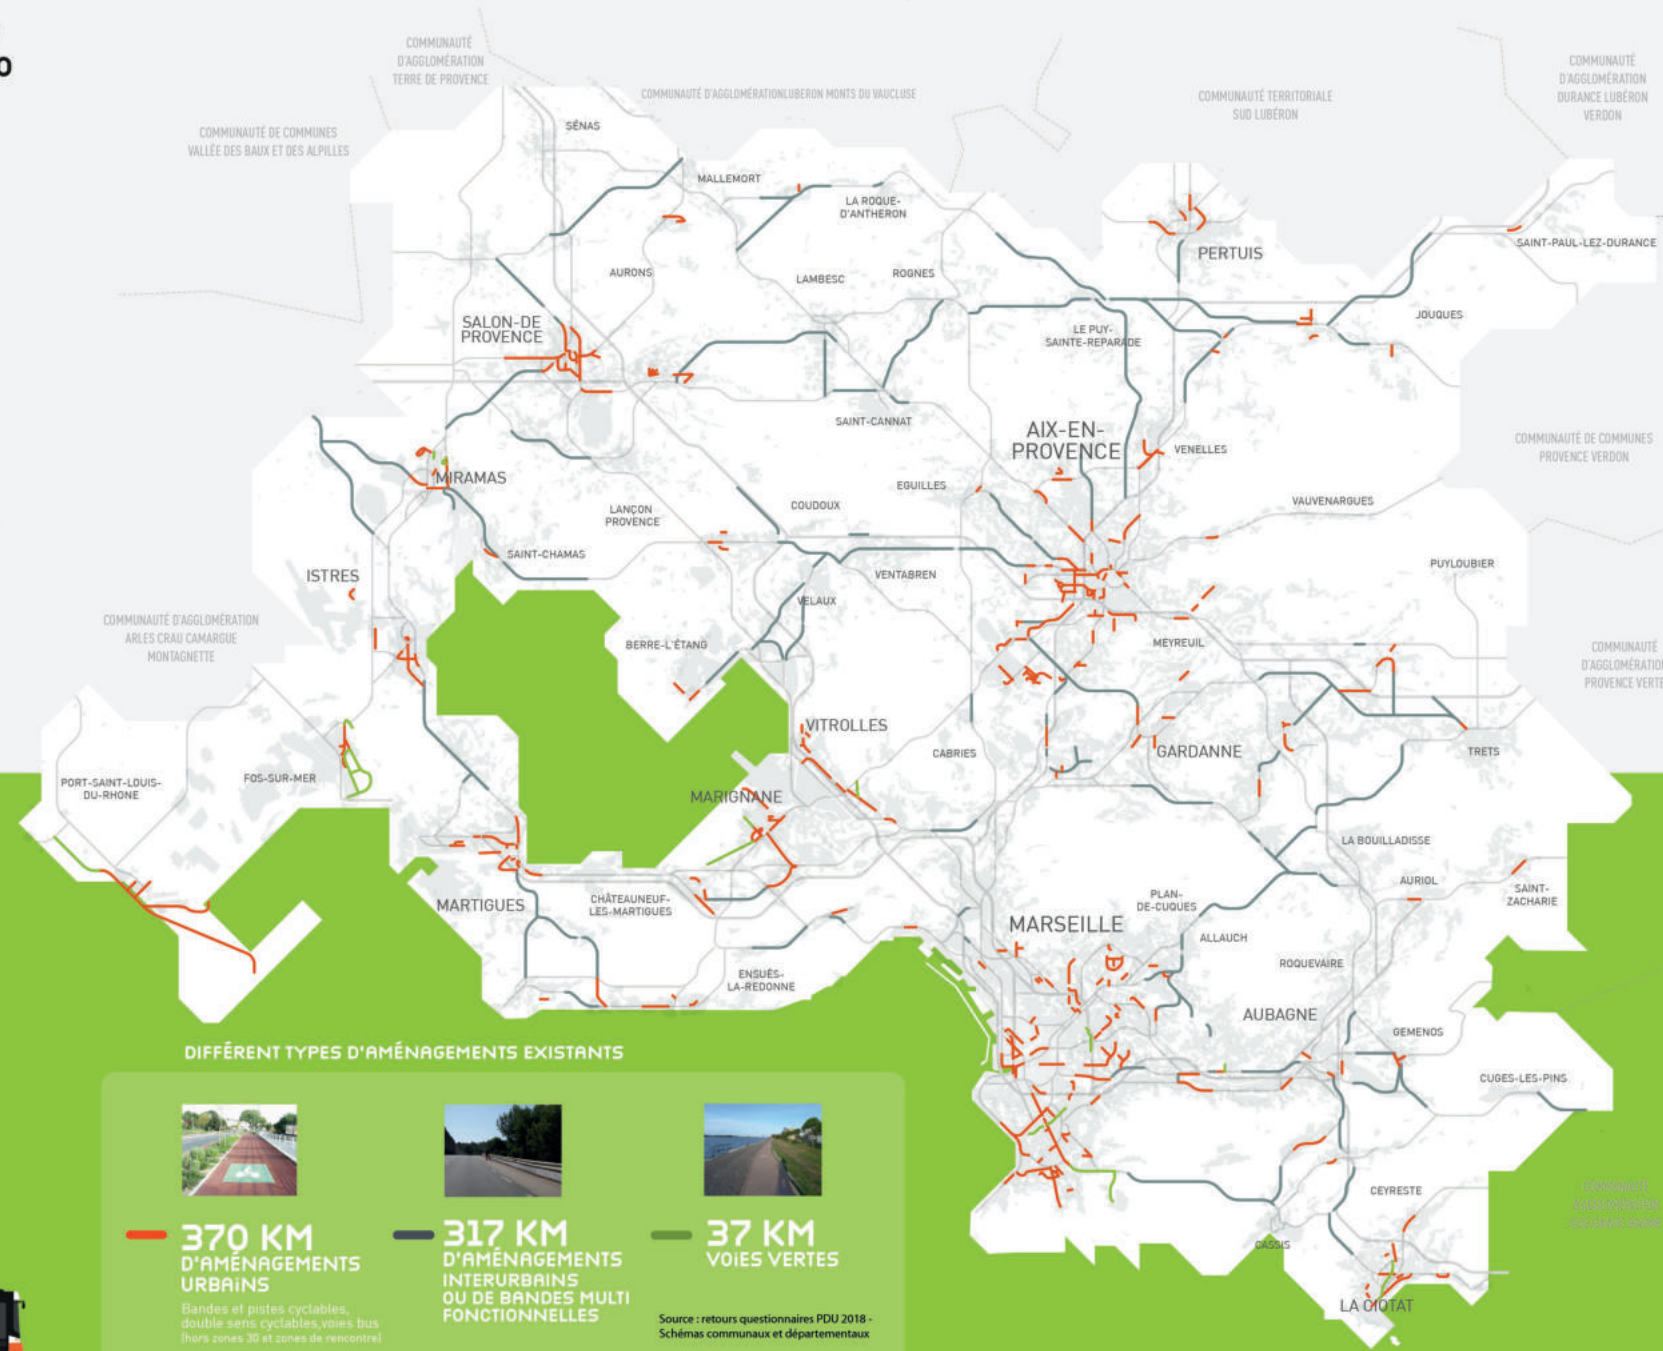 O
COMMUNAUTÉ
D'AGGLOMÉRATION
TERRE DE PROVENCE
COMMUNAUTÉ D'AGGLOMÉRATIONLUBERON MONTS DU VAUCLUSE
COMMUNAUTÉ TERRITORIALE
SUD LUBÉRON
COMMUNAUTÉ
D'AGGLOMÉRATION
DURANCE LUBÉRON
VERDON
COMMUNAUTÉ DE COMMUNES
VALLÉE DES BAUX ET DES ALPILLES
SÉNAS
MALLEMORT
LA ROQUE-
D'ANTHERON
PERTUIS
SAINT-PAUL-LEZ-DURANCE
AURONS
LAMBESC
ROGNES
SALON-DE
PROVENCE
LE PUY-
SAINTE-REPARADE
JOUQUES
SAINT-CANNAT
AIX-EN-
PROVENCE
VENELLES
COMMUNAUTÉ DE COMMUNES
PROVENCE VERDON
MIRAMAS
EGUILLES
VAUVENARGUES
LANÇON
PROVENCE
COUDOUX
SAINT-CHAMAS
ISTRES
VENTABREN
PUYLOUBIER
VELAUX
COMMUNAUTÉ D'AGGLOMÉRATION
ARLES CRAU CAMARGUE
MONTAGNETTE
BERRE-L'ÉTANG
MEYREUIL
COMMUNAUTÉ
D'AGGLOMÉRATIO
PROVENCE VERTE
VITROLLES
CABRIES
GARDANNE
TRETS
PORT-SAINT-LOUIS-
DU-RHONE
FOS-SUR-MER
MARIGNANE
LA BOUILLADISSE
AURIOL
SAINT-
ZACHARIE
MARTIGUES
CHÂTEAUNEUF-
LES-MARTIGUES
PLAN-
DE-CUQUES
MARSEILLE
ALLAUCH
ROQUEVAIRE
ENSUÈS-
LA-REDONNE
AUBAGNE
GEMENOS
CUGES-LES-PINS
CEYRESTE
CASSIS
LA CIOTAT
DIFFÉRENT TYPES D'AMÉNAGEMENTS EXISTANTS
370 KM
D'AMÉNAGEMENTS
URBAINS
Bandes et pistes cyclables,
double sens cyclables,voies bus
(hors zones 30 et zones de rencontre)
317 KM
D'AMÉNAGEMENTS
INTERURBAINS
OU DE BANDES MULTI
FONCTIONNELLES
37 KM
VOIES VERTES
Source : retours questionnaires PDU 2018 -
Schémas communaux et départementaux